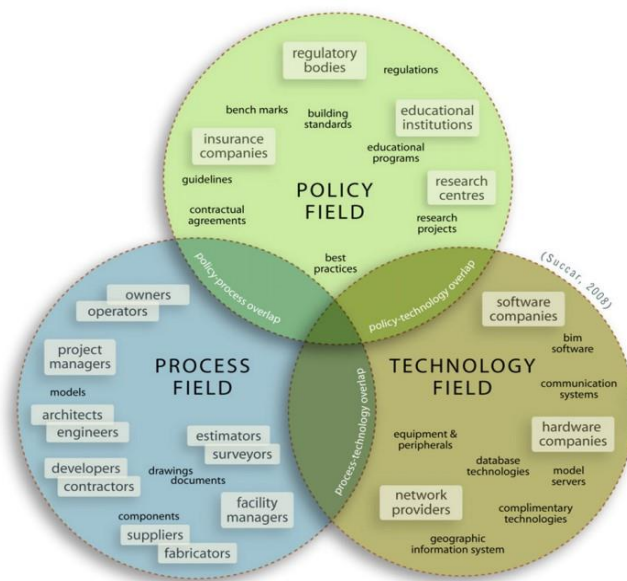 regulatory
bodies
regulations
bench marks
building
standards
educational
institutions
insurance
companies
educational
programs
guidelines
POLICY
FIELD
research
centres
contractual
agreements
research
projects
best
practices
policy-process overlap
policy-technology overlap
(Succar, 2008)
owners
operators
project
managers
PROCESS
FIELD
models
architects
engineers
estimators
surveyors
developers
contractors
drawings
documents
components
facility
managers
suppliers
fabricators
process-technology overlap
software
companies
bim
software
TECHNOLOGY
FIELD
communication
systems
equipment &
peripherals
hardware
companies
database
technologies
model
servers
network
providers
complimentary
technologies
geographic
information system